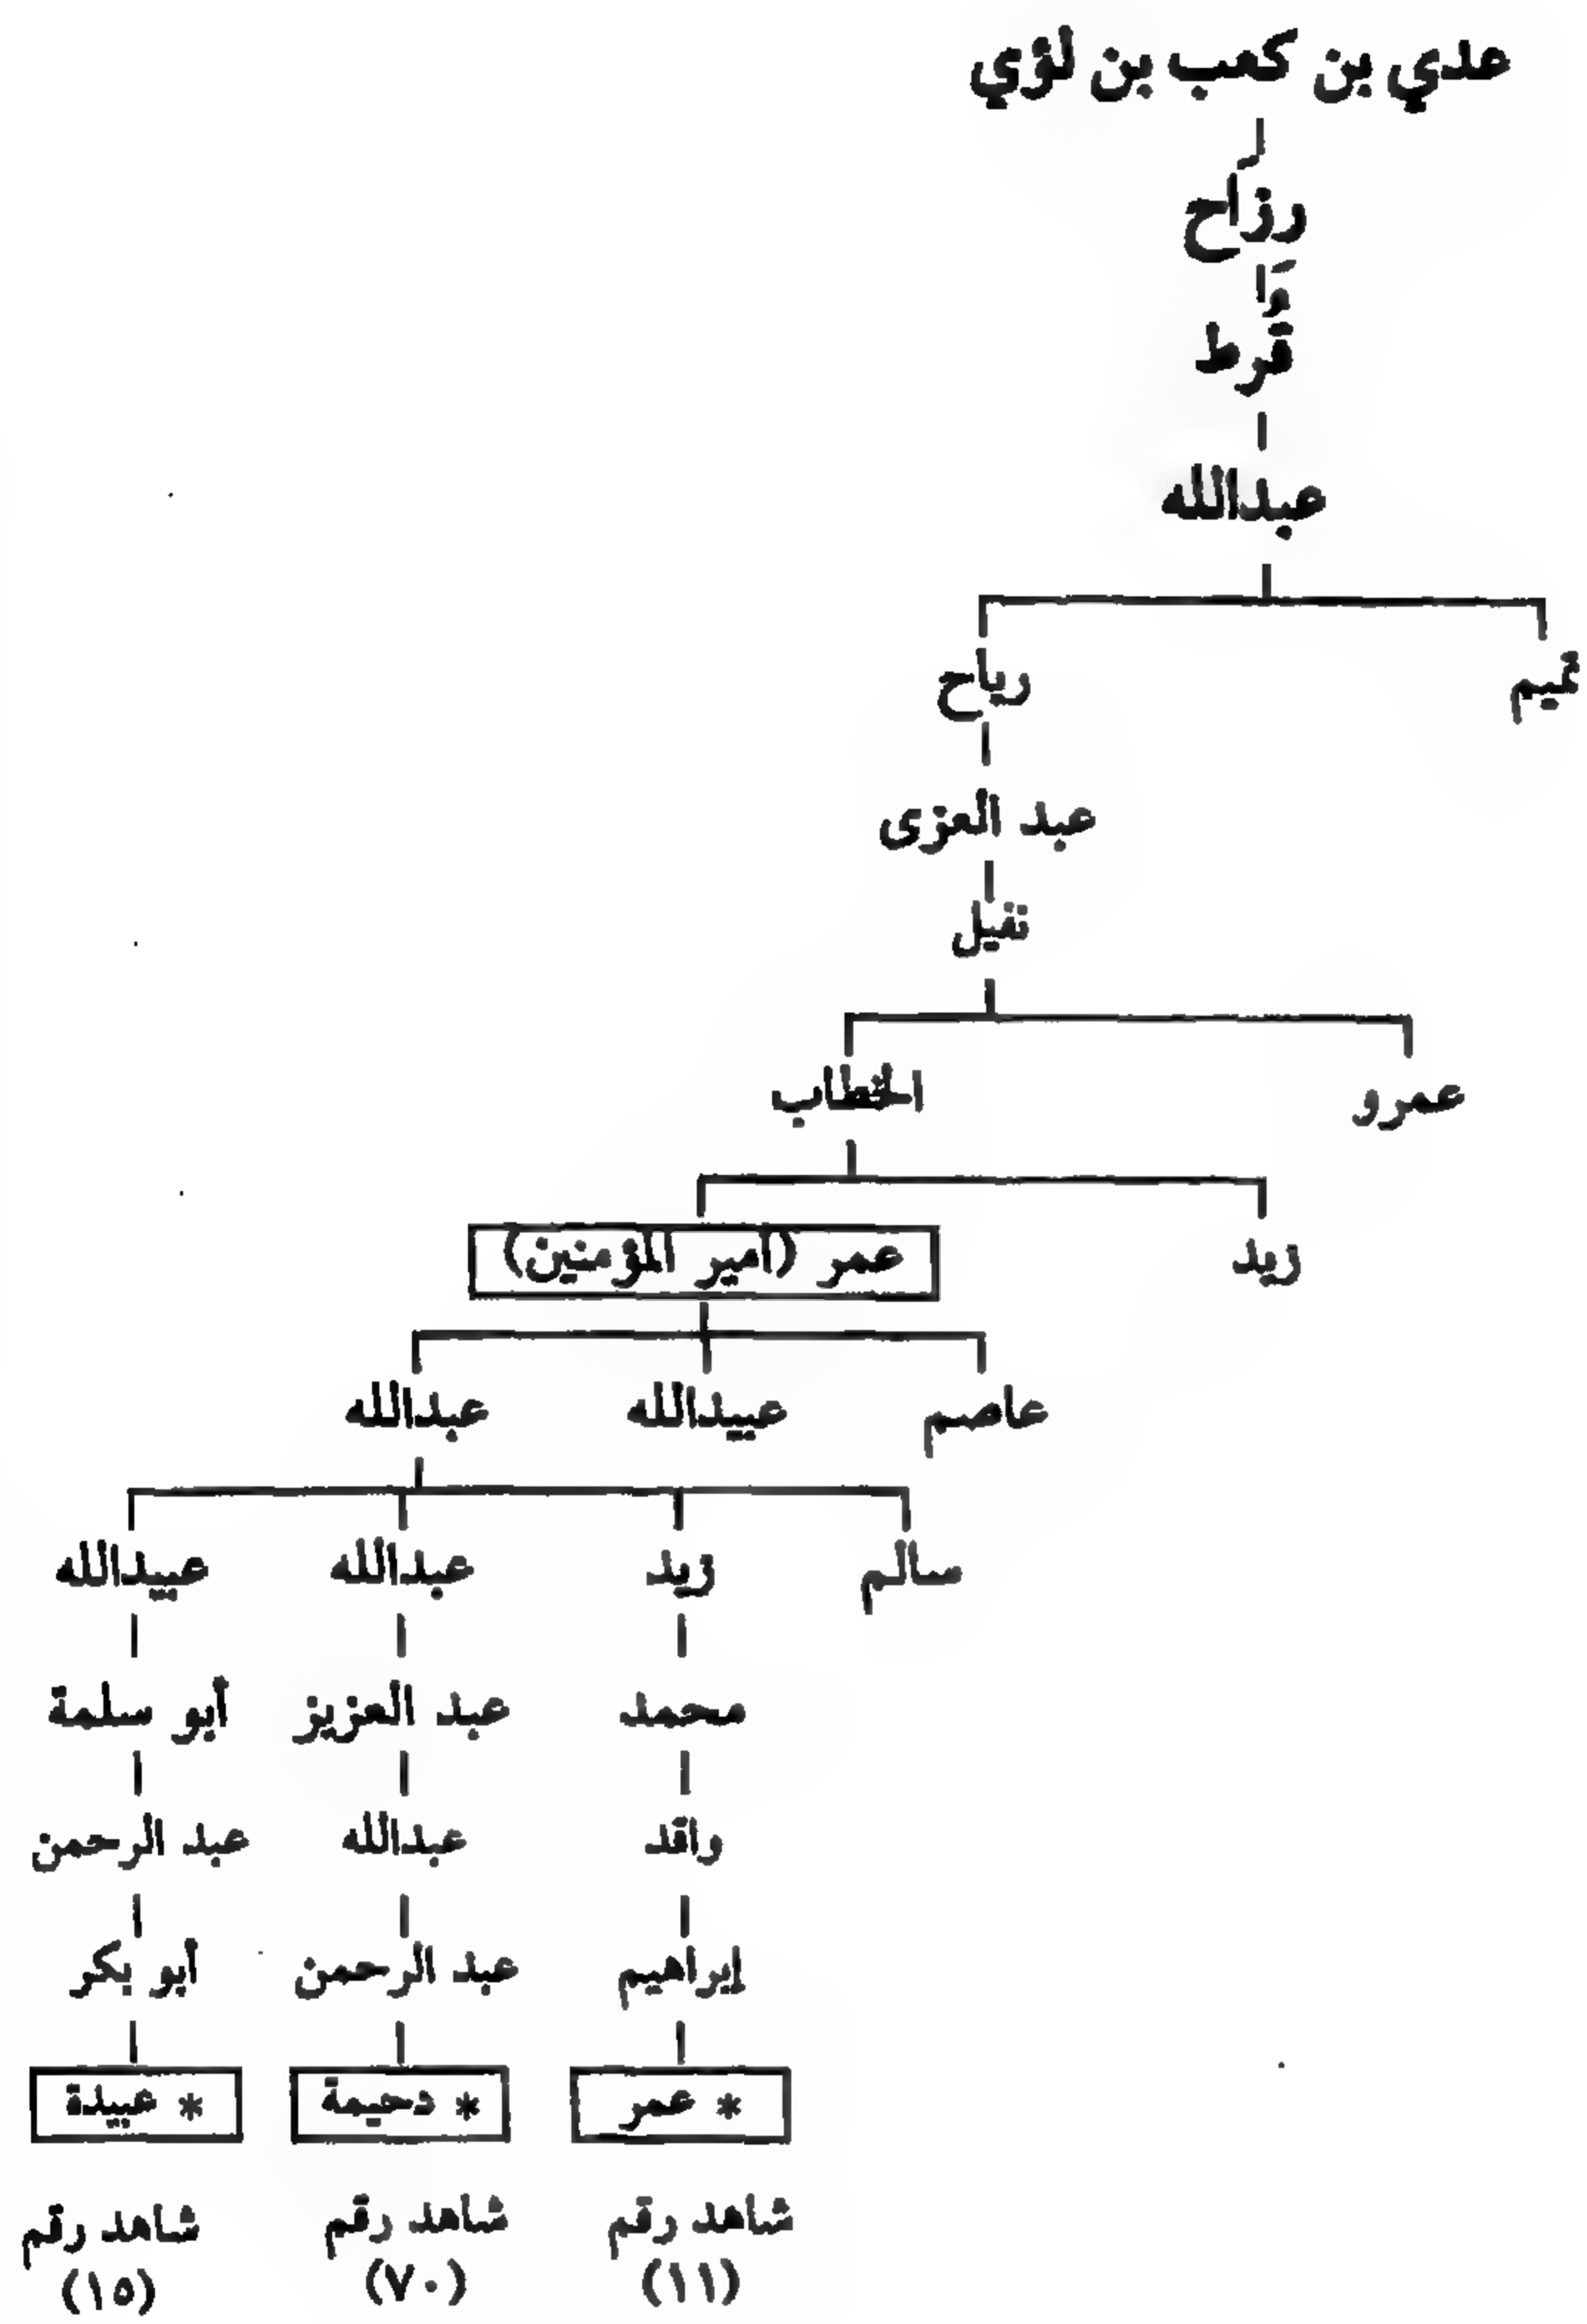 عدي بن كعب بن لؤي
رزاح
قرط
عبدالله
تميم رياح
عبد العزى
نفيل
عمرو الخطاب
زيد عمر (أمير المؤمنين)
عاصم عبيدالله عبدالله
سالم زيد عبدالله عبيدالله
محمد عبد العزيز أبو سلمة
واقد عبدالله عبد الرحمن
إبراهيم عبد الرحمن أبو بكر
* عمر * دحيمة * عبيدة
شاهد رقم شاهد رقم شاهد رقم
(١١) (٧٠) (١٥)